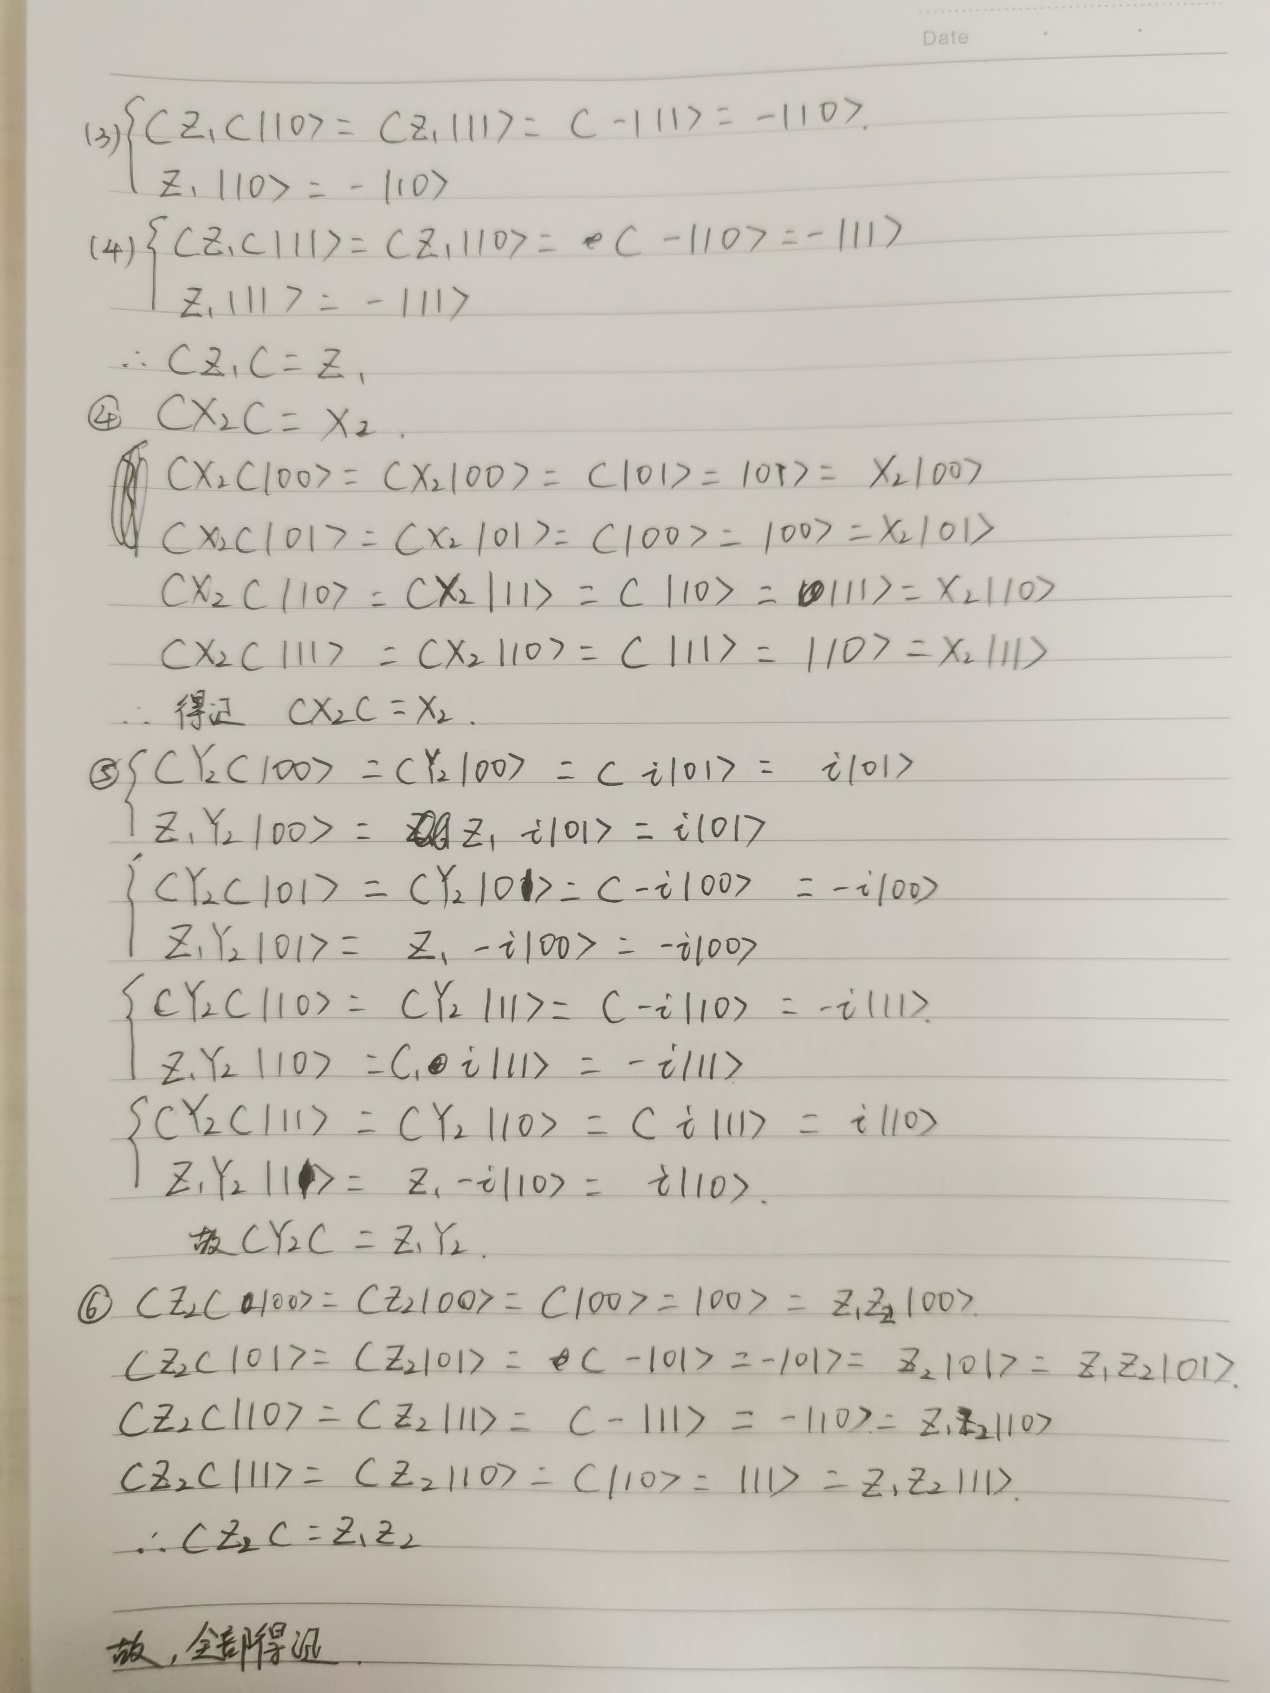 Date
(3) { CZ₁C|10> = CZ₁|11> = C -|11> = -|10>.
Z₁|10> = -|10>
(4) { CZ₁C|11> = CZ₁|10> = C -|10> = -|11>
Z₁|11> = -|11>
∴ CZ₁C = Z₁
④ CX₂C = X₂.
CX₂C|00> = CX₂|00> = C|01> = |01> = X₂|00>
CX₂C|01> = CX₂|01> = C|00> = |00> = X₂|01>
CX₂C|10> = CX₂|11> = C|10> = |11> = X₂|10>
CX₂C|11> = CX₂|10> = C|11> = |10> = X₂|11>
∴ 得证 CX₂C = X₂.
⑤ { CY₂C|00> = CY₂|00> = C i|01> = i|01>
Z₁Y₂|00> = Z₁ i|01> = i|01>
{ CY₂C|01> = CY₂|01> = C -i|00> = -i|00>
Z₁Y₂|01> = Z₁ -i|00> = -i|00>
{ CY₂C|10> = CY₂|11> = C -i|10> = -i|11>.
Z₁Y₂|10> = C₁ i|11> = -i|11>
{ CY₂C|11> = CY₂|10> = C i|11> = i|10>
Z₁Y₂|11> = Z₁ -i|10> = i|10>.
故 CY₂C = Z₁Y₂.
⑥ CZ₂C|00> = CZ₂|00> = C|00> = |00> = Z₁Z₂|00>.
CZ₂C|01> = CZ₂|01> = C -|01> = -|01> = Z₂|01> = Z₁Z₂|01>.
CZ₂C|10> = CZ₂|11> = C -|11> = -|10> = Z₁Z₂|10>
CZ₂C|11> = CZ₂|10> = C|10> = |11> = Z₁Z₂|11>.
∴ CZ₂C = Z₁Z₂
故, 全部得证.